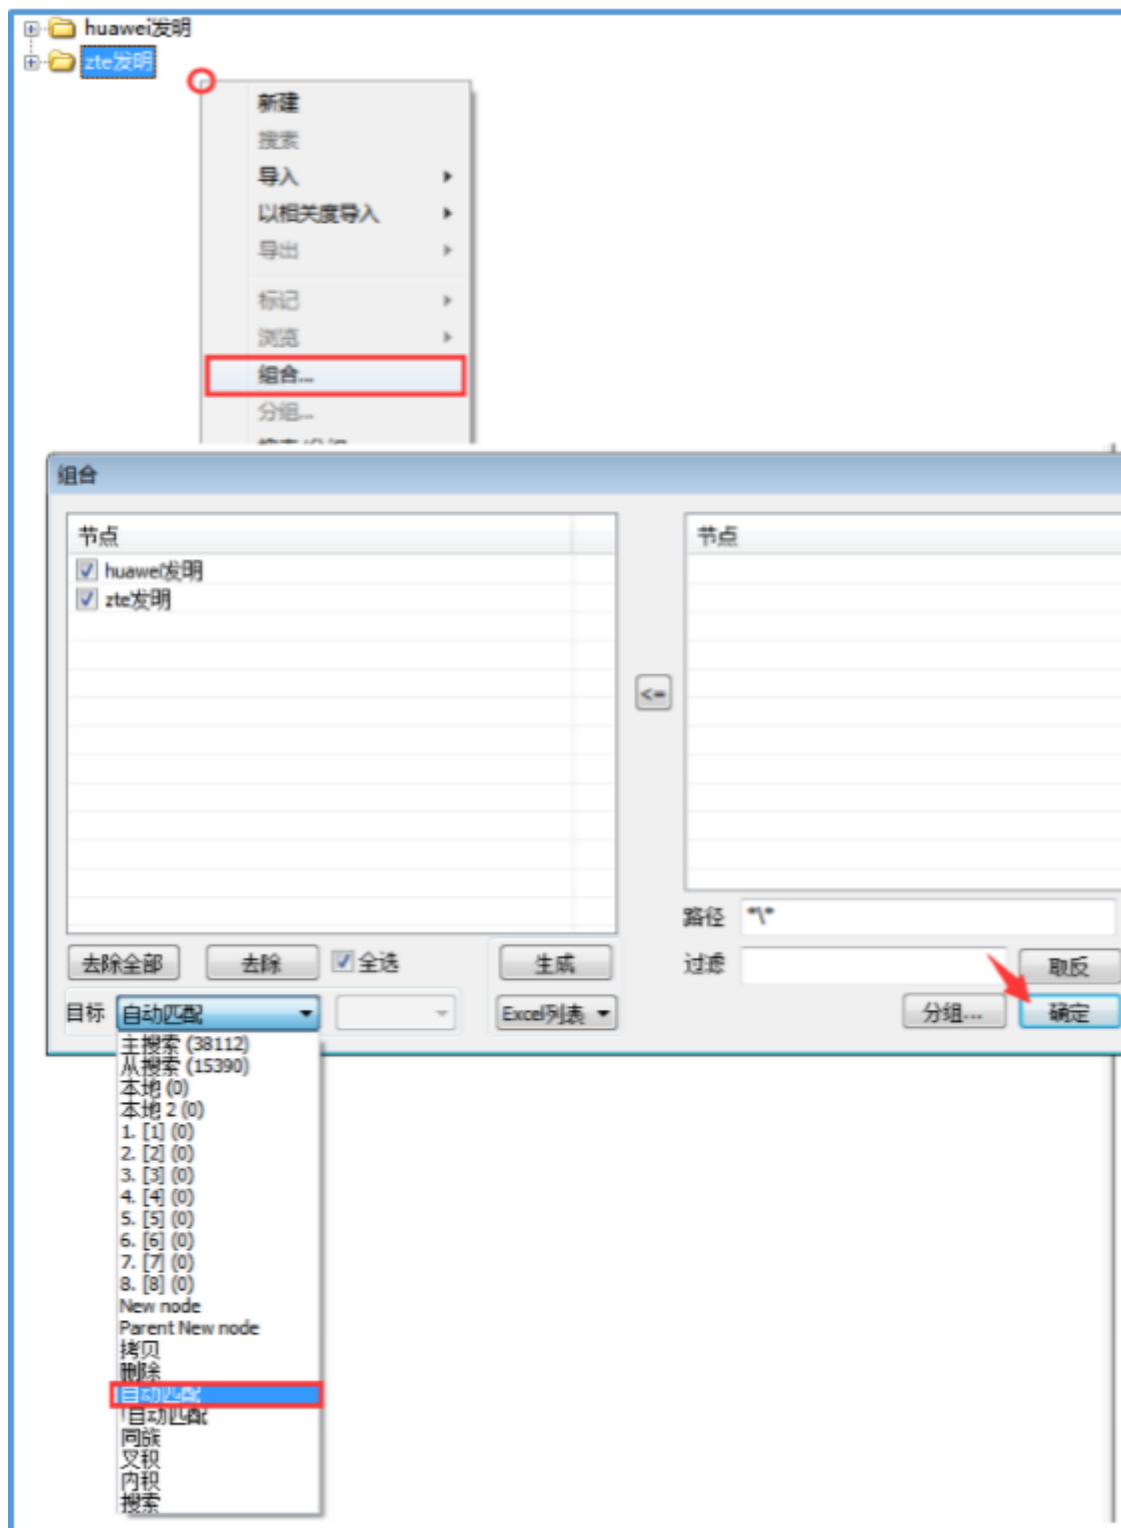 huawei发明
zte发明
新建
搜索
导入
以相关度导入
导出
标记
浏览
组合...
分组...
组合
节点
节点
huawei发明
zte发明
<=
路径 *\*
去除全部 去除 全选 生成 过滤 取反
目标 自动匹配 Excel列表 分组... 确定
主搜索 (38112)
从搜索 (15390)
本地 (0)
本地 2 (0)
1. [1] (0)
2. [2] (0)
3. [3] (0)
4. [4] (0)
5. [5] (0)
6. [6] (0)
7. [7] (0)
8. [8] (0)
New node
Parent New node
拷贝
删除
自动匹配
!自动匹配
同族
叉积
内积
搜索